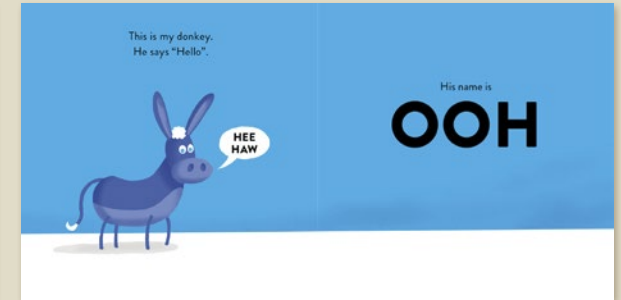 This is my donkey.
He says “Hello”.
HEE
HAW
His name is
OOH